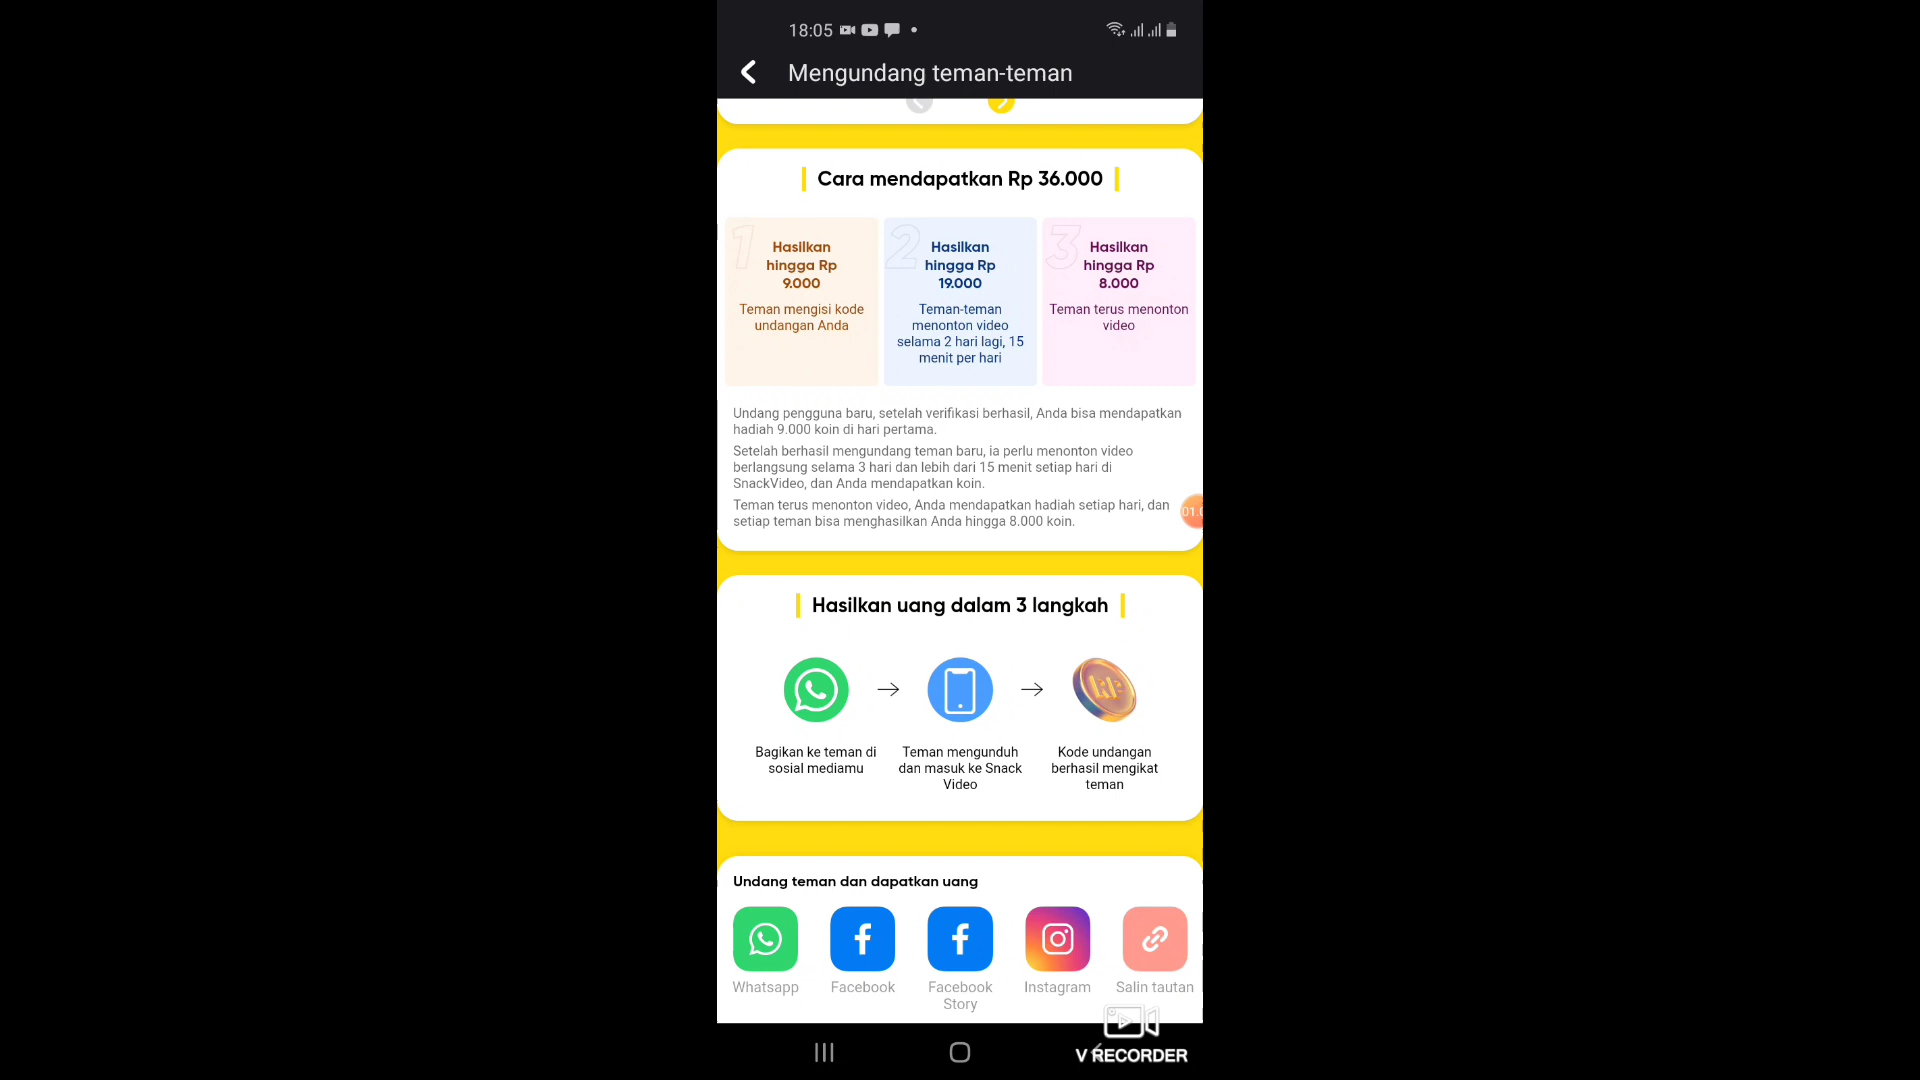 18:05
Mengundang teman-teman
Cara mendapatkan Rp 36.000
1
Hasilkan
hingga Rp
9.000
Teman mengisi kode
undangan Anda
2
Hasilkan
hingga Rp
19.000
Teman-teman
menonton video
selama 2 hari lagi, 15
menit per hari
3
Hasilkan
hingga Rp
8.000
Teman terus menonton
video
Undang pengguna baru, setelah verifikasi berhasil, Anda bisa mendapatkan
hadiah 9.000 koin di hari pertama.
Setelah berhasil mengundang teman baru, ia perlu menonton video
berlangsung selama 3 hari dan lebih dari 15 menit setiap hari di
SnackVideo, dan Anda mendapatkan koin.
Teman terus menonton video, Anda mendapatkan hadiah setiap hari, dan
setiap teman bisa menghasilkan Anda hingga 8.000 koin.
Hasilkan uang dalam 3 langkah
Rp
Bagikan ke teman di
sosial mediamu
Teman mengunduh
dan masuk ke Snack
Video
Kode undangan
berhasil mengikat
teman
Undang teman dan dapatkan uang
Whatsapp
Facebook
Facebook
Story
Instagram
Salin tautan
V RECORDER